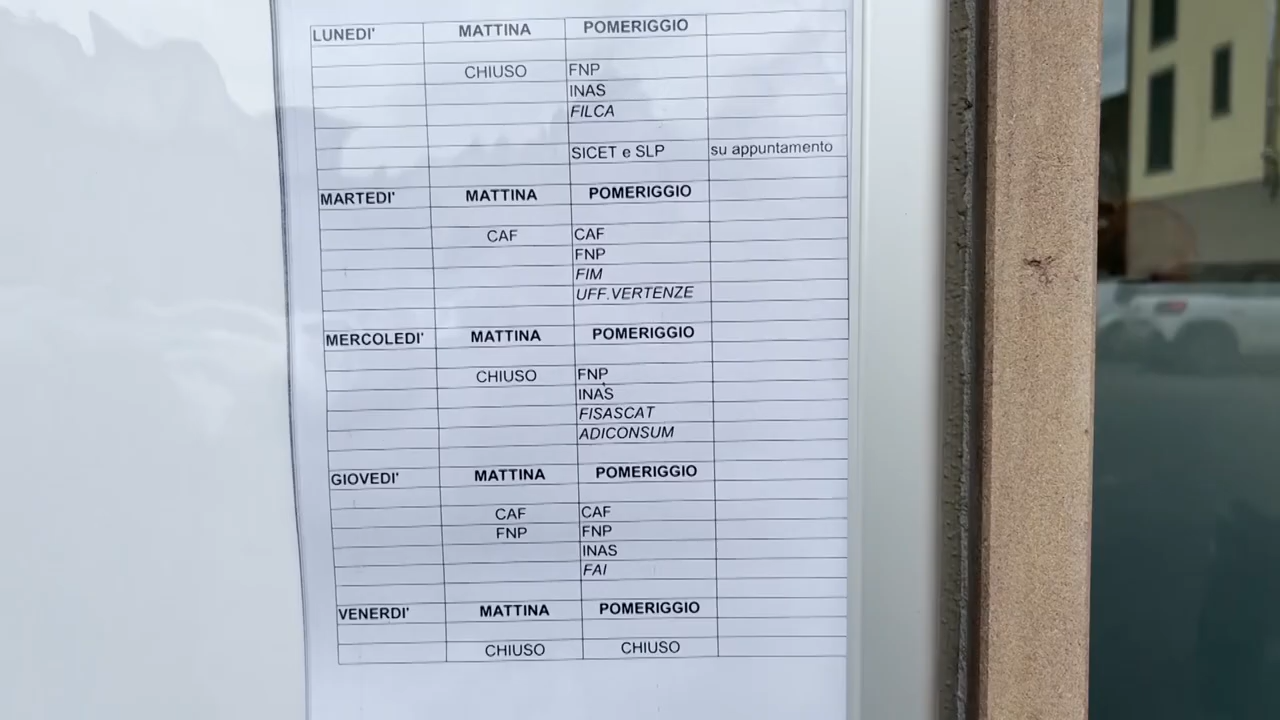 LUNEDI' MATTINA POMERIGGIO
CHIUSO FNP
INAS
FILCA
SICET e SLP su appuntamento
MARTEDI' MATTINA POMERIGGIO
CAF CAF
FNP
FIM
UFF.VERTENZE
MERCOLEDI' MATTINA POMERIGGIO
CHIUSO FNP
INAS
FISASCAT
ADICONSUM
GIOVEDI' MATTINA POMERIGGIO
CAF CAF
FNP FNP
INAS
FAI
VENERDI' MATTINA POMERIGGIO
CHIUSO CHIUSO